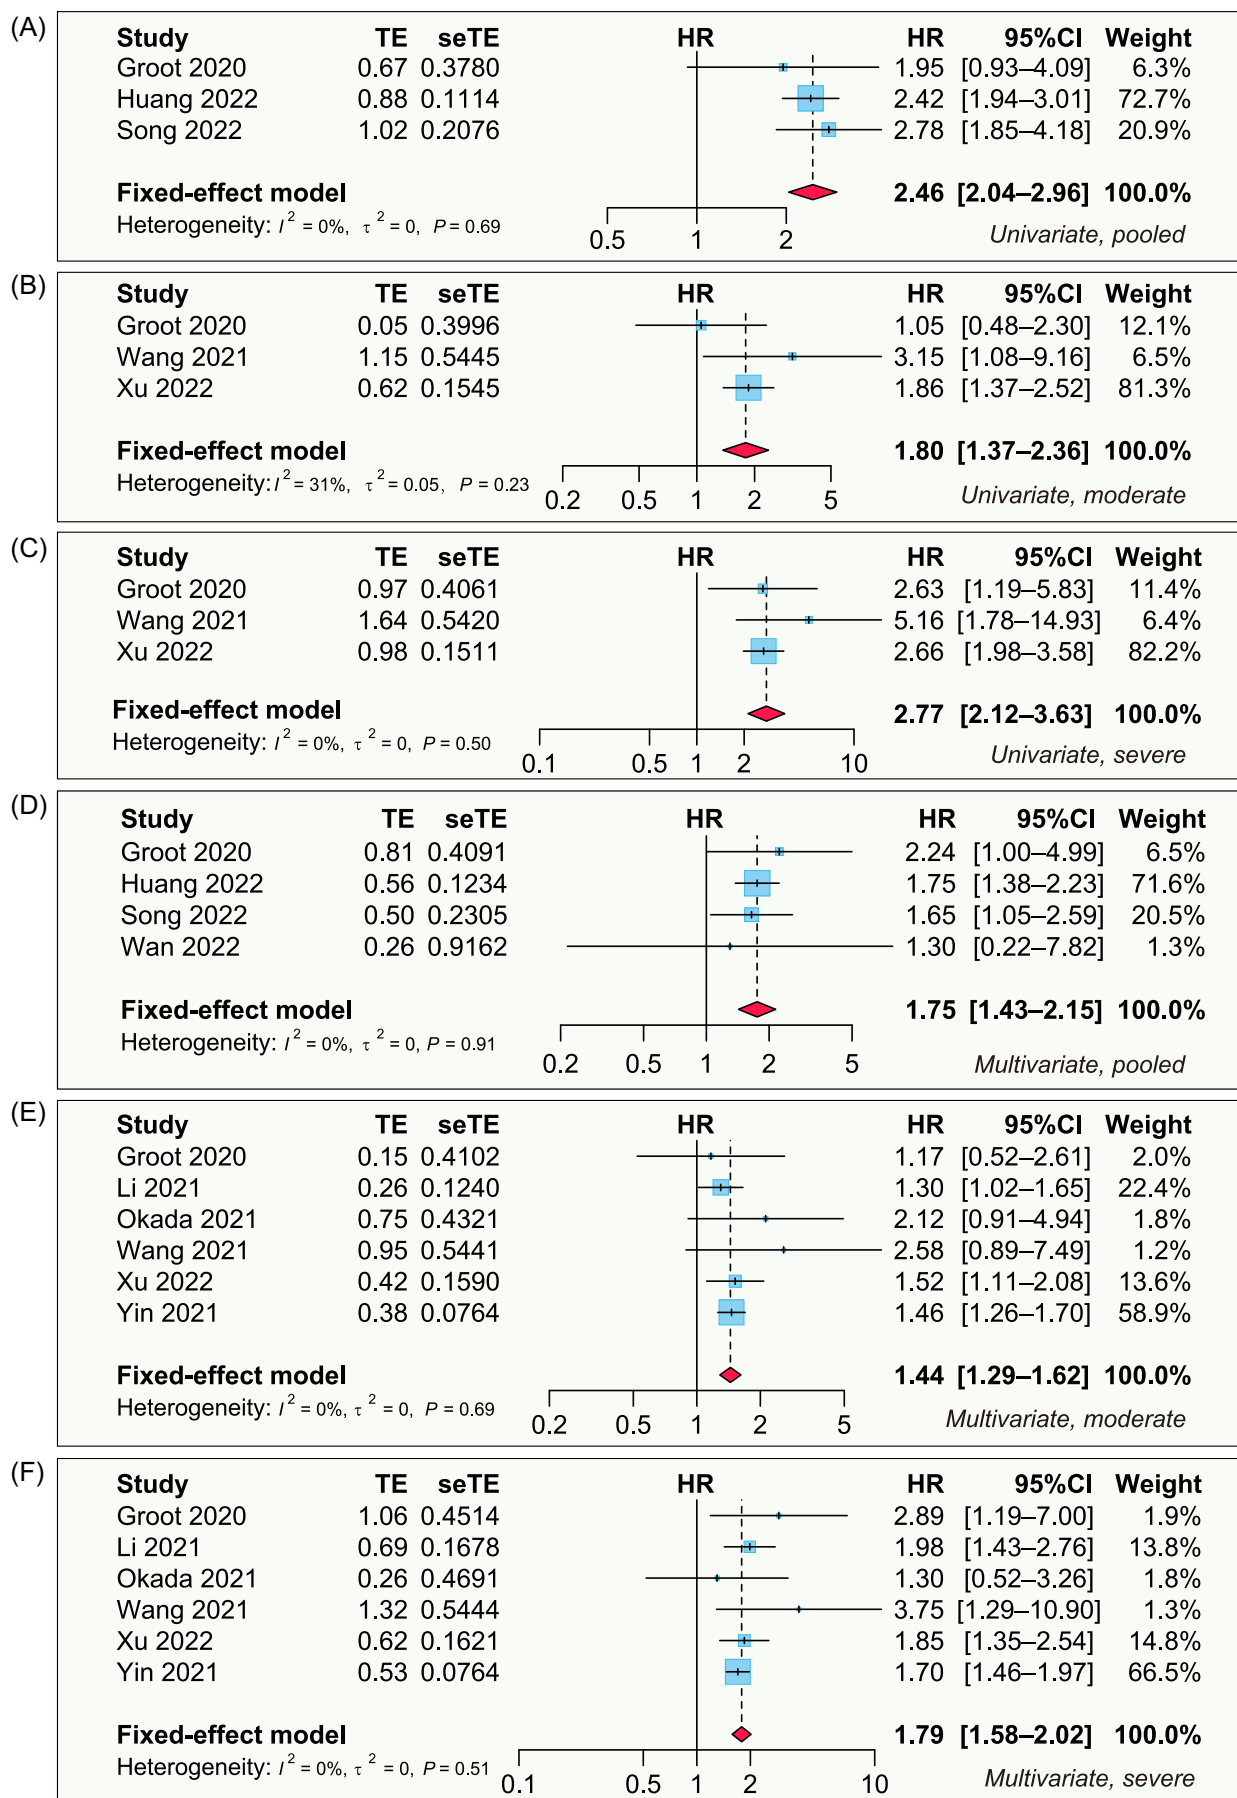 (A)
Study TE seTE HR HR 95%CI Weight
Groot 2020 0.67 0.3780 1.95 [0.93–4.09] 6.3%
Huang 2022 0.88 0.1114 2.42 [1.94–3.01] 72.7%
Song 2022 1.02 0.2076 2.78 [1.85–4.18] 20.9%
Fixed-effect model 2.46 [2.04–2.96] 100.0%
Heterogeneity: I² = 0%, τ² = 0, P = 0.69
0.5 1 2
Univariate, pooled
(B)
Study TE seTE HR HR 95%CI Weight
Groot 2020 0.05 0.3996 1.05 [0.48–2.30] 12.1%
Wang 2021 1.15 0.5445 3.15 [1.08–9.16] 6.5%
Xu 2022 0.62 0.1545 1.86 [1.37–2.52] 81.3%
Fixed-effect model 1.80 [1.37–2.36] 100.0%
Heterogeneity: I² = 31%, τ² = 0.05, P = 0.23
0.2 0.5 1 2 5
Univariate, moderate
(C)
Study TE seTE HR HR 95%CI Weight
Groot 2020 0.97 0.4061 2.63 [1.19–5.83] 11.4%
Wang 2021 1.64 0.5420 5.16 [1.78–14.93] 6.4%
Xu 2022 0.98 0.1511 2.66 [1.98–3.58] 82.2%
Fixed-effect model 2.77 [2.12–3.63] 100.0%
Heterogeneity: I² = 0%, τ² = 0, P = 0.50
0.1 0.5 1 2 10
Univariate, severe
(D)
Study TE seTE HR HR 95%CI Weight
Groot 2020 0.81 0.4091 2.24 [1.00–4.99] 6.5%
Huang 2022 0.56 0.1234 1.75 [1.38–2.23] 71.6%
Song 2022 0.50 0.2305 1.65 [1.05–2.59] 20.5%
Wan 2022 0.26 0.9162 1.30 [0.22–7.82] 1.3%
Fixed-effect model 1.75 [1.43–2.15] 100.0%
Heterogeneity: I² = 0%, τ² = 0, P = 0.91
0.2 0.5 1 2 5
Multivariate, pooled
(E)
Study TE seTE HR HR 95%CI Weight
Groot 2020 0.15 0.4102 1.17 [0.52–2.61] 2.0%
Li 2021 0.26 0.1240 1.30 [1.02–1.65] 22.4%
Okada 2021 0.75 0.4321 2.12 [0.91–4.94] 1.8%
Wang 2021 0.95 0.5441 2.58 [0.89–7.49] 1.2%
Xu 2022 0.42 0.1590 1.52 [1.11–2.08] 13.6%
Yin 2021 0.38 0.0764 1.46 [1.26–1.70] 58.9%
Fixed-effect model 1.44 [1.29–1.62] 100.0%
Heterogeneity: I² = 0%, τ² = 0, P = 0.69
0.2 0.5 1 2 5
Multivariate, moderate
(F)
Study TE seTE HR HR 95%CI Weight
Groot 2020 1.06 0.4514 2.89 [1.19–7.00] 1.9%
Li 2021 0.69 0.1678 1.98 [1.43–2.76] 13.8%
Okada 2021 0.26 0.4691 1.30 [0.52–3.26] 1.8%
Wang 2021 1.32 0.5444 3.75 [1.29–10.90] 1.3%
Xu 2022 0.62 0.1621 1.85 [1.35–2.54] 14.8%
Yin 2021 0.53 0.0764 1.70 [1.46–1.97] 66.5%
Fixed-effect model 1.79 [1.58–2.02] 100.0%
Heterogeneity: I² = 0%, τ² = 0, P = 0.51
0.1 0.5 1 2 10
Multivariate, severe